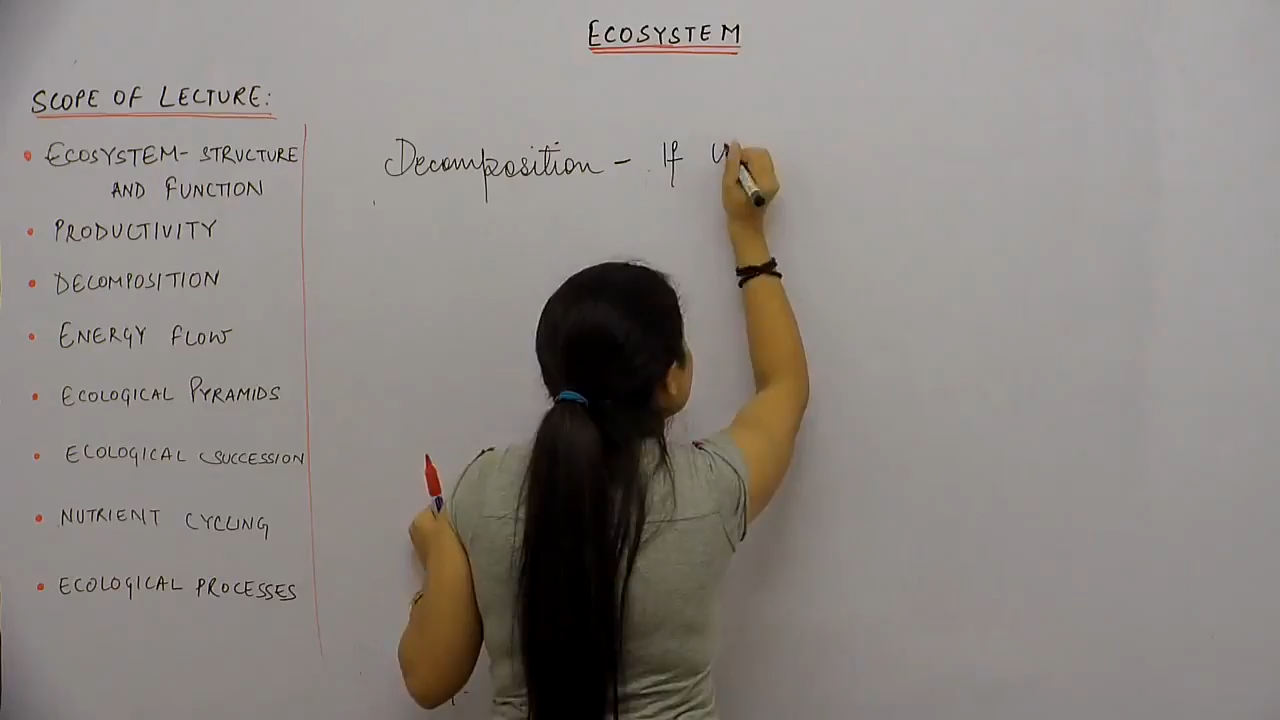 ECOSYSTEM
SCOPE OF LECTURE:
• ECOSYSTEM- STRUCTURE
AND FUNCTION
• PRODUCTIVITY
• DECOMPOSITION
• ENERGY FLOW
• ECOLOGICAL PYRAMIDS
• ECOLOGICAL SUCCESSION
• NUTRIENT CYCLING
• ECOLOGICAL PROCESSES
Decomposition - If